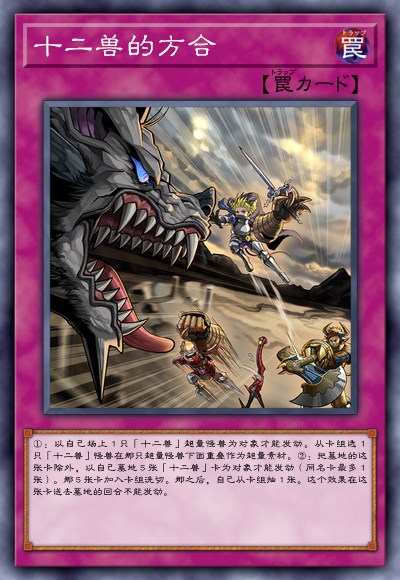 十二兽的方合
トラップ
罠
トラップ
【罠カード】
①：以自己场上1只「十二兽」超量怪兽为对象才能发动。从卡组选1
只「十二兽」怪兽在那只超量怪兽下面重叠作为超量素材。②：把墓地的这
张卡除外，以自己墓地5张「十二兽」卡为对象才能发动（同名卡最多1
张）。那5张卡加入卡组洗切。那之后，自己从卡组抽1张。这个效果在这
张卡送去墓地的回合不能发动。